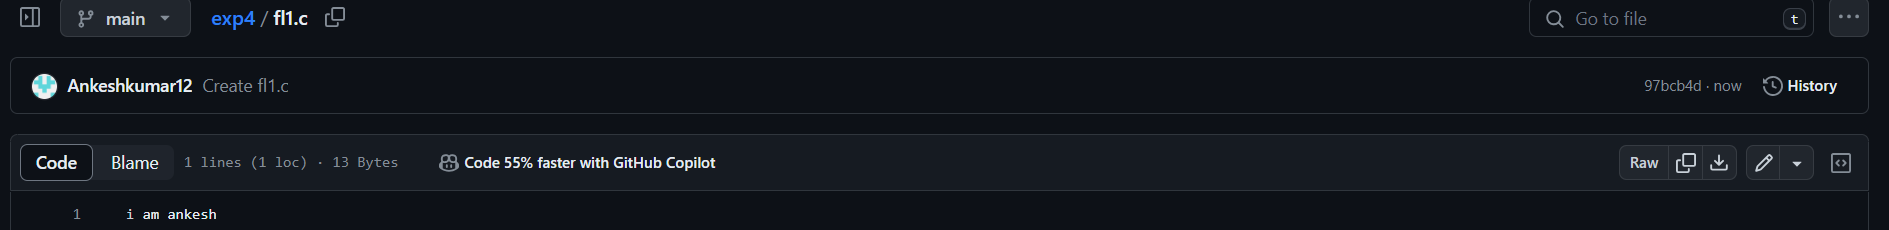 main
exp4 / fl1.c
Go to file
t
Ankeshkumar12 Create fl1.c
97bcb4d · now
History
Code
Blame
1 lines (1 loc) · 13 Bytes
Code 55% faster with GitHub Copilot
Raw
1 i am ankesh